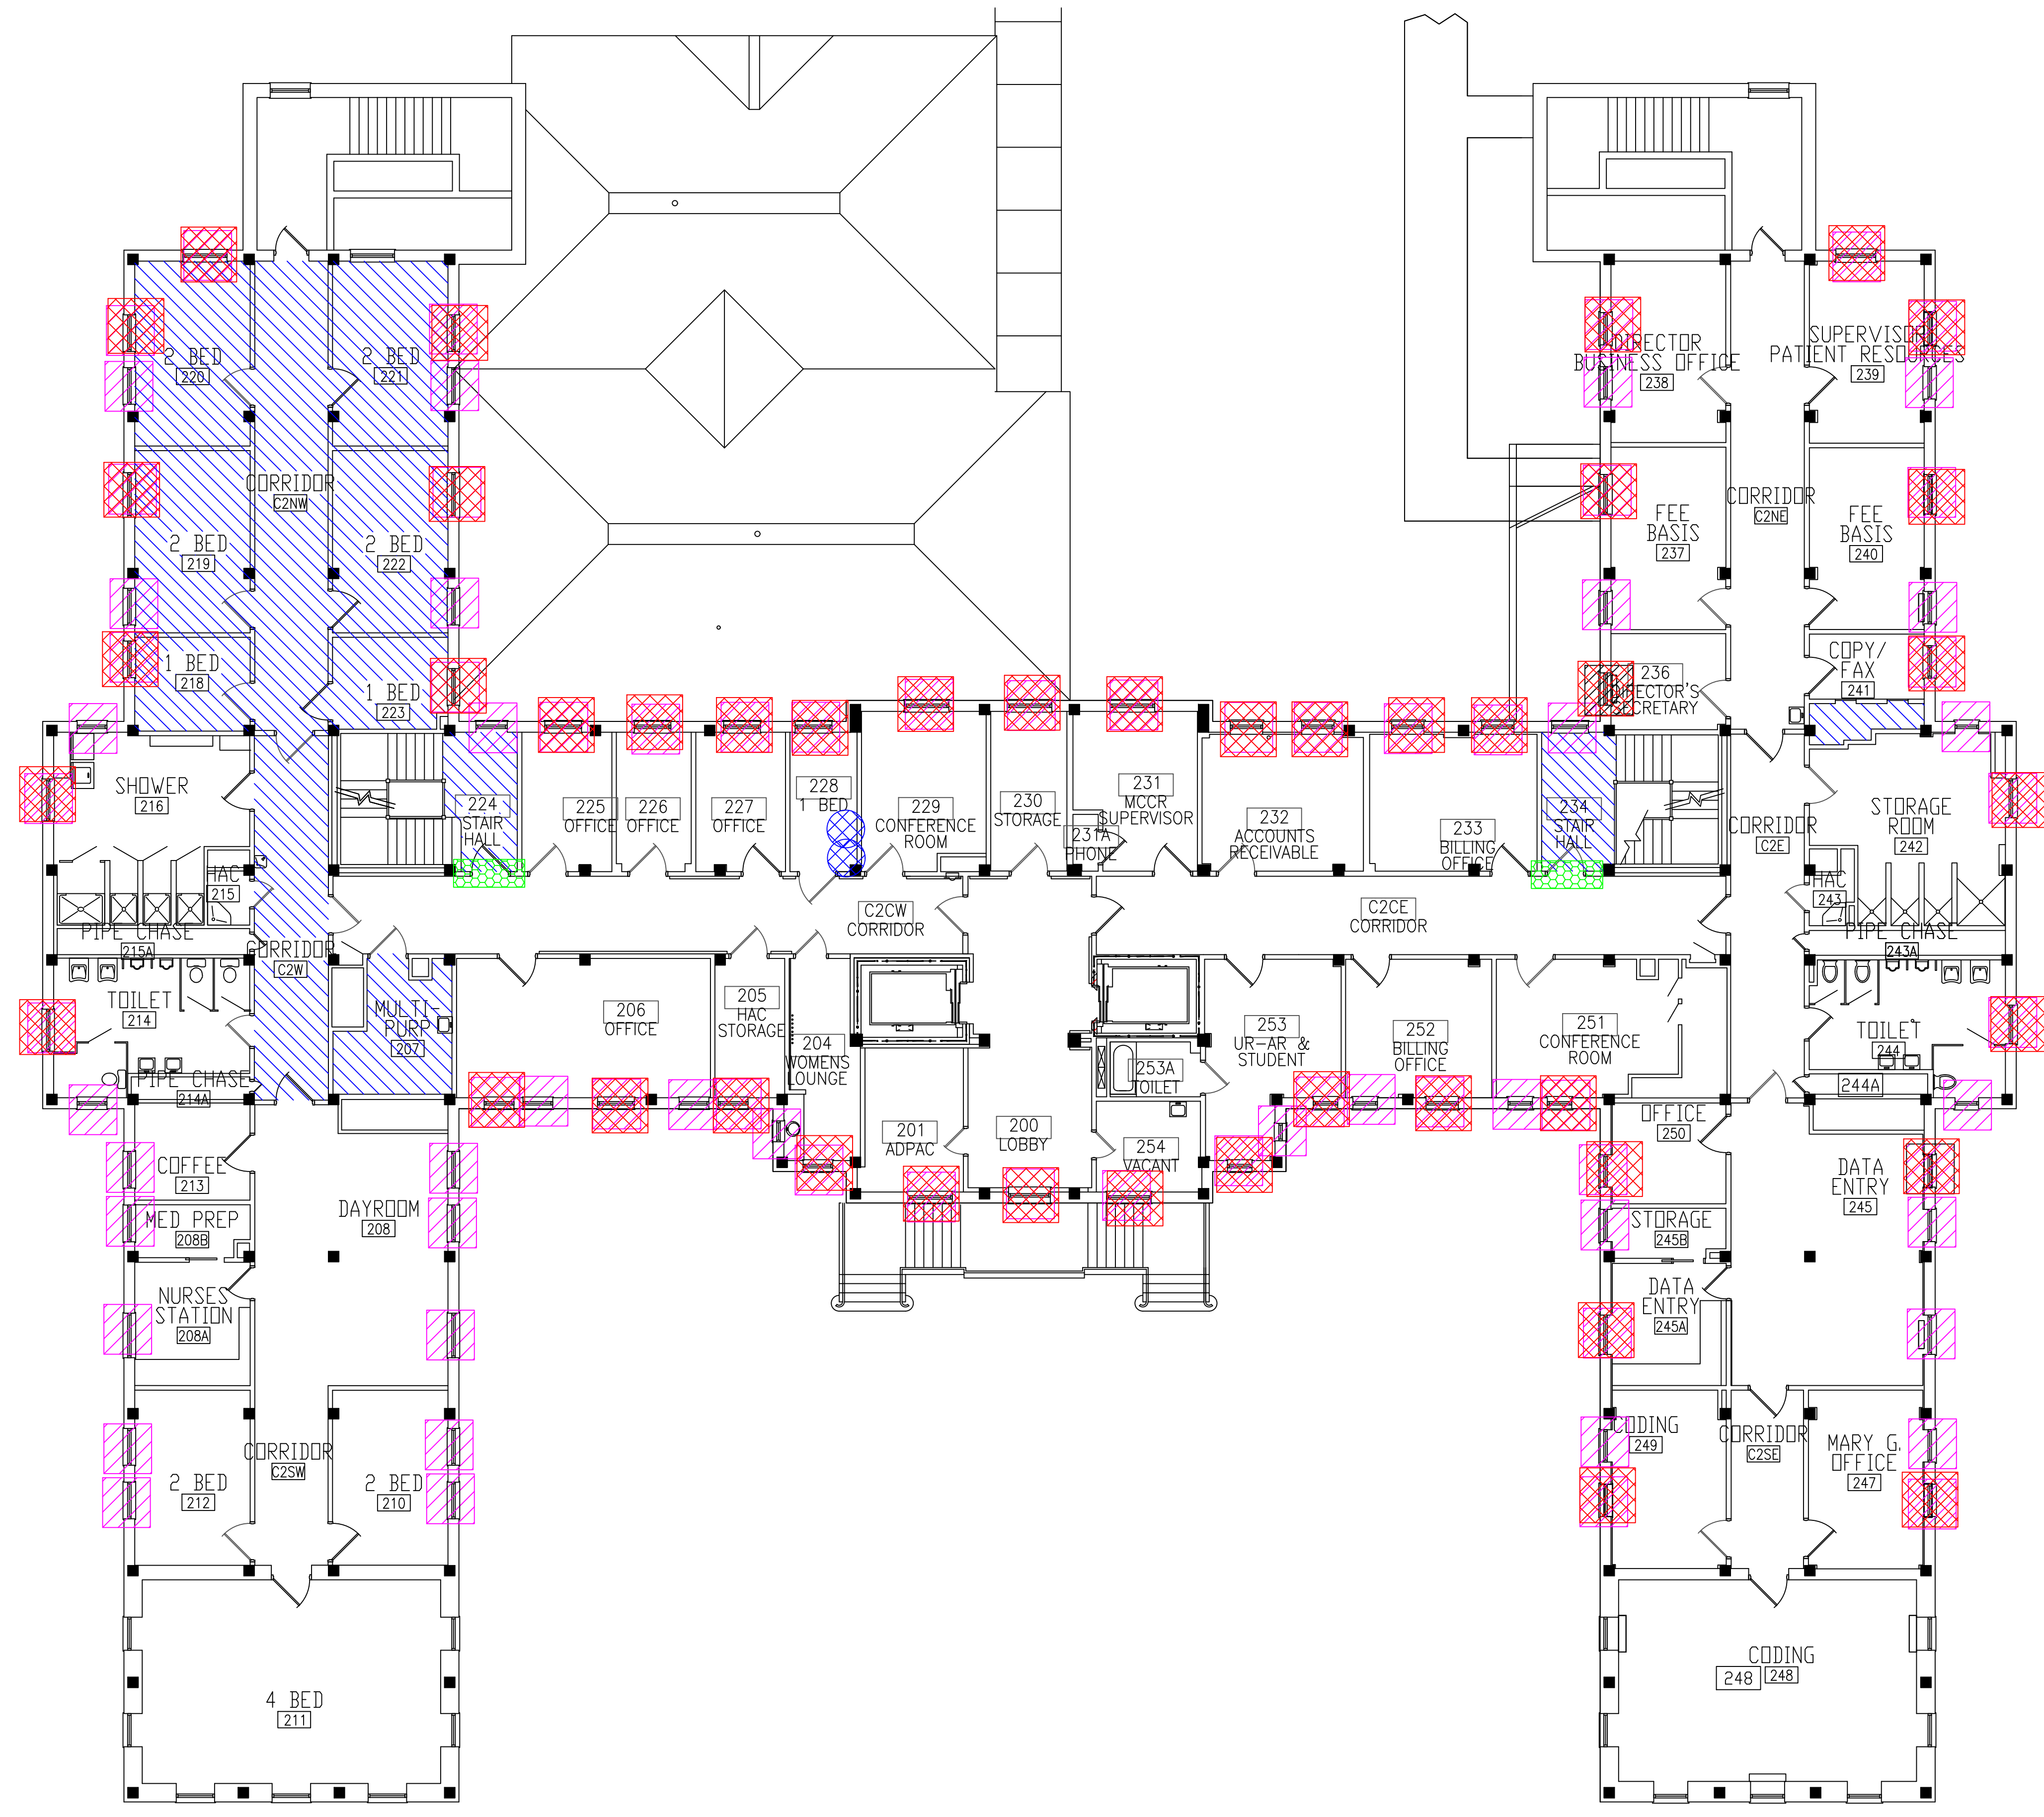 2 BED
220
2 BED
221
CORRIDOR
C2NW
2 BED
219
2 BED
222
1 BED
218
1 BED
223
DIRECTOR
BUSINESS OFFICE
238
SUPERVISOR
PATIENT RESOURCES
239
CORRIDOR
C2NE
FEE
BASIS
237
FEE
BASIS
240
236
DIRECTOR'S
SECRETARY
COPY/
FAX
241
SHOWER
216
HAC
215
PIPE CHASE
215A
CORRIDOR
C2W
TOILET
214
PIPE CHASE
214A
224
STAIR
HALL
225
OFFICE
226
OFFICE
227
OFFICE
228
1 BED
229
CONFERENCE
ROOM
230
STORAGE
231
MCCR
SUPERVISOR
231A
PHONE
232
ACCOUNTS
RECEIVABLE
233
BILLING
OFFICE
234
STAIR
HALL
CORRIDOR
C2E
STORAGE
ROOM
242
HAC
243
PIPE CHASE
243A
TOILET
244
244A
C2CW
CORRIDOR
C2CE
CORRIDOR
MULTI-
PURP
207
206
OFFICE
205
HAC
STORAGE
204
WOMENS
LOUNGE
201
ADPAC
200
LOBBY
253A
TOILET
254
VACANT
253
UR-AR &
STUDENT
252
BILLING
OFFICE
251
CONFERENCE
ROOM
OFFICE
250
COFFEE
213
MED PREP
208B
DAYROOM
208
NURSES
STATION
208A
CORRIDOR
C2SW
2 BED
212
2 BED
210
4 BED
211
DATA
ENTRY
245
STORAGE
245B
DATA
ENTRY
245A
CODING
249
CORRIDOR
C2SE
MARY G.
OFFICE
247
CODING
248
248